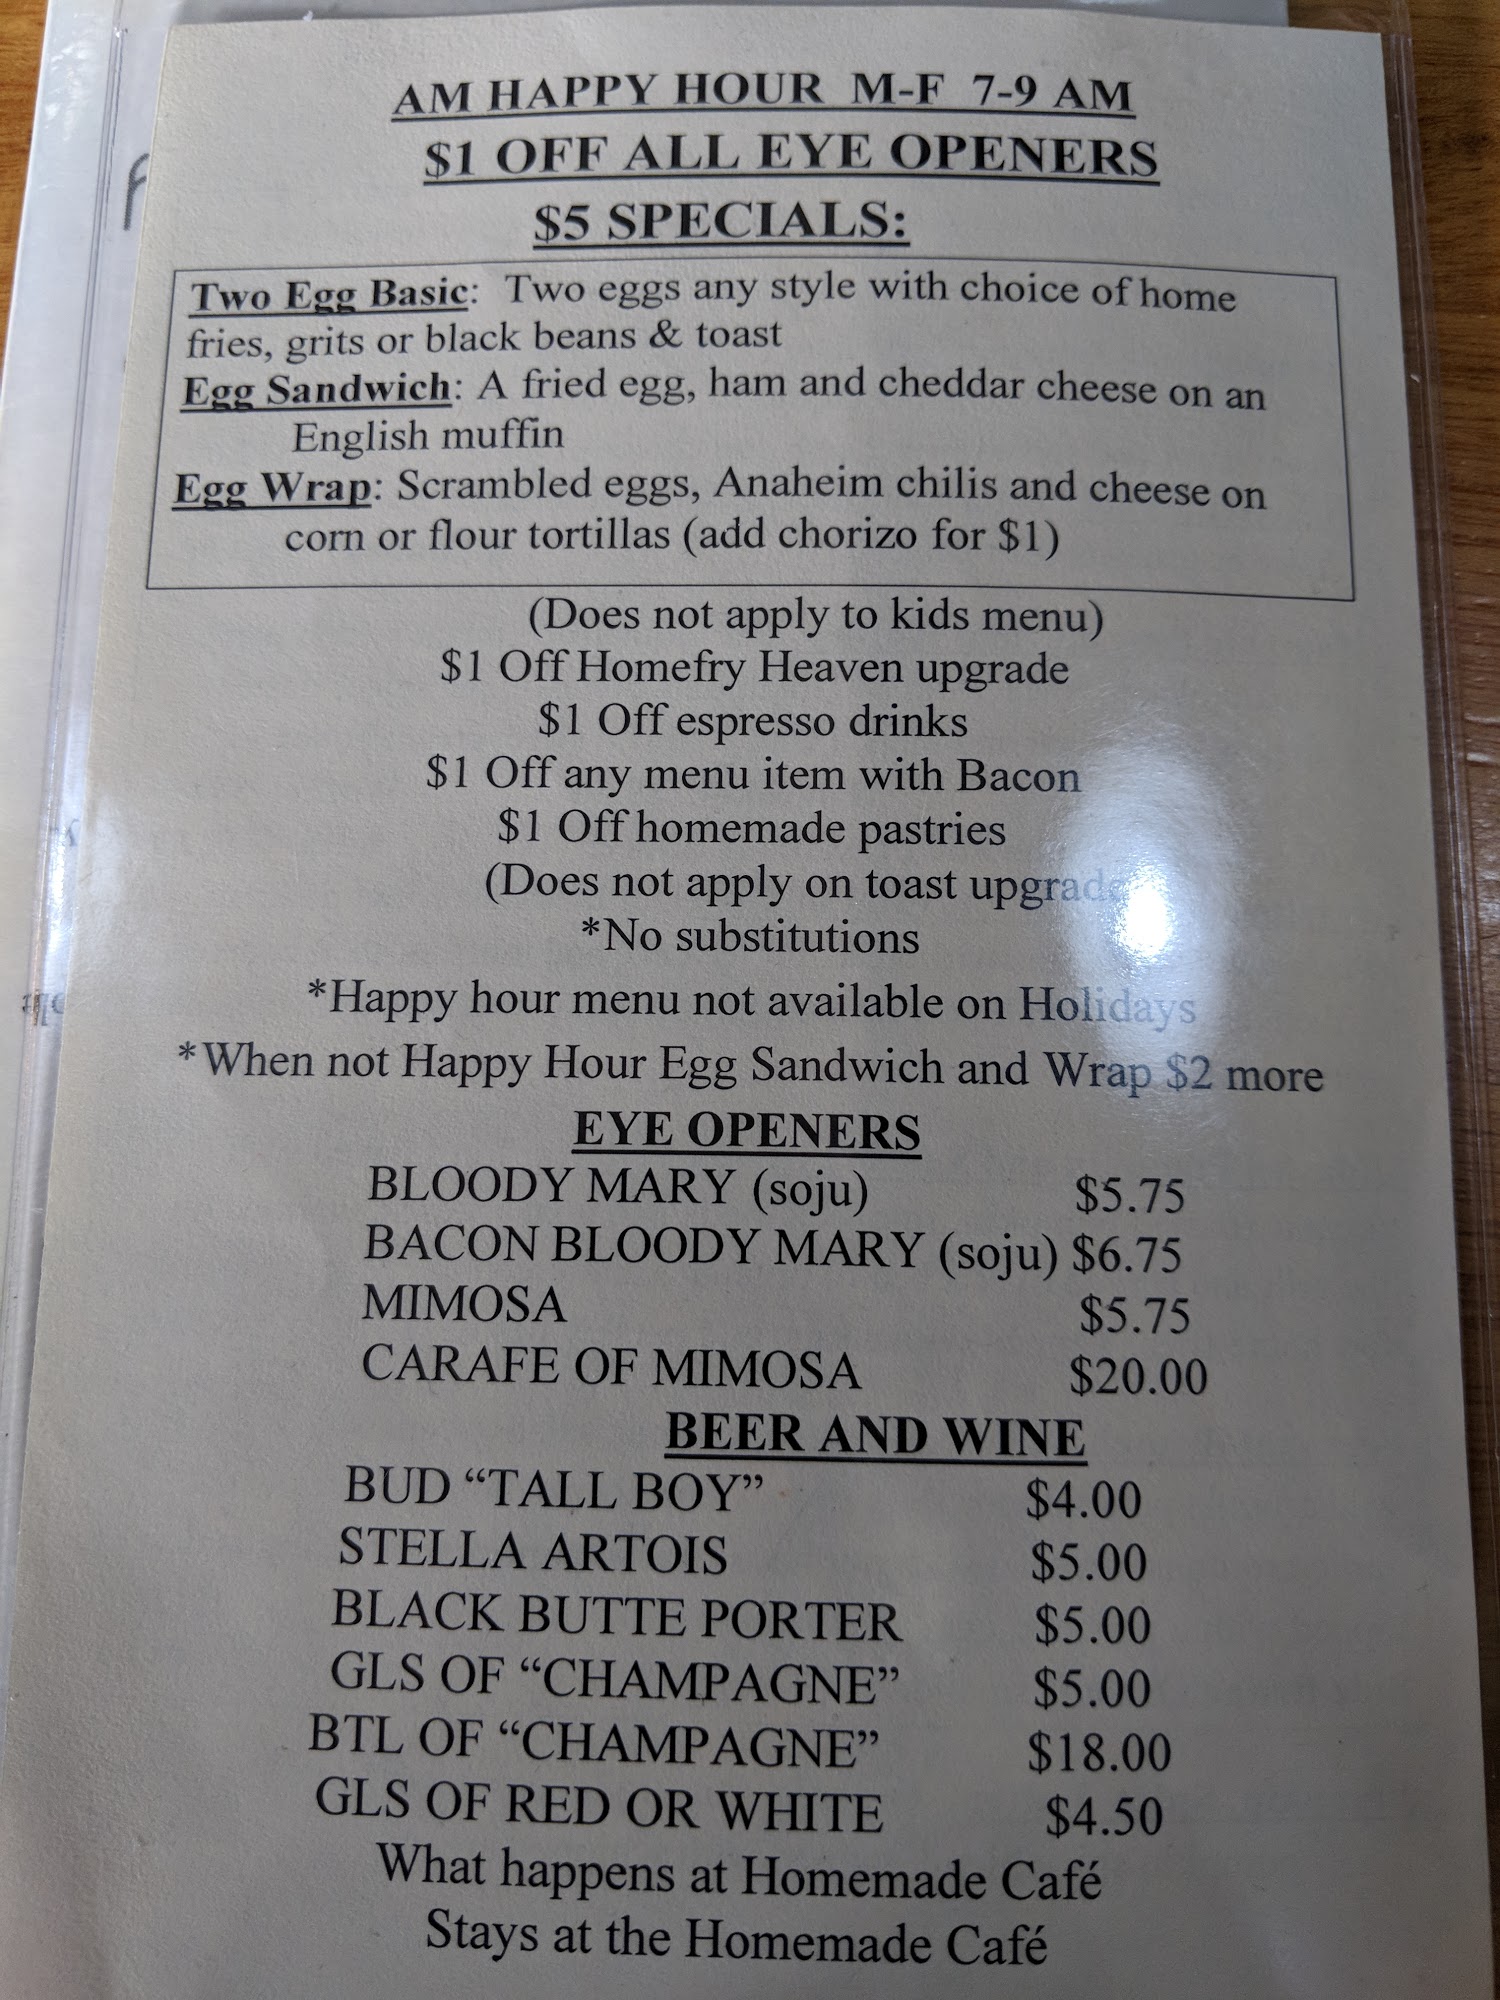 AM HAPPY HOUR M-F 7-9 AM
$1 OFF ALL EYE OPENERS
$5 SPECIALS:
Two Egg Basic: Two eggs any style with choice of home
fries, grits or black beans & toast
Egg Sandwich: A fried egg, ham and cheddar cheese on an
English muffin
Egg Wrap: Scrambled eggs, Anaheim chilis and cheese on
corn or flour tortillas (add chorizo for $1)
(Does not apply to kids menu)
$1 Off Homefry Heaven upgrade
$1 Off espresso drinks
$1 Off any menu item with Bacon
$1 Off homemade pastries
(Does not apply on toast
*No substitutions
*Happy hour menu not available on Holidays
*When not Happy Hour Egg Sandwich and Wrap $2 more
EYE OPENERS
BLOODY MARY (soju) $5.75
BACON BLOODY MARY (soju) $6.75
MIMOSA $5.75
CARAFE OF MIMOSA $20.00
BEER AND WINE
BUD “TALL BOY” $4.00
STELLA ARTOIS $5.00
BLACK BUTTE PORTER $5.00
GLS OF “CHAMPAGNE” $5.00
BTL OF “CHAMPAGNE” $18.00
GLS OF RED OR WHITE $4.50
What happens at Homemade Café
Stays at the Homemade Café